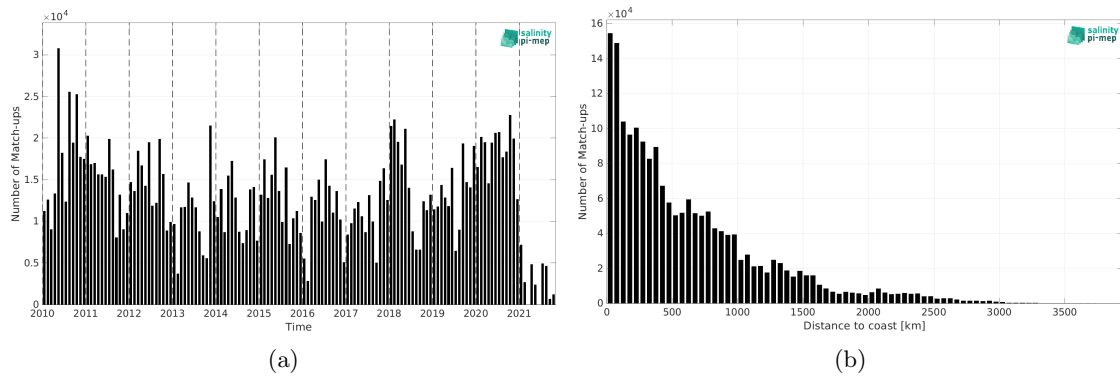 ×10⁴
3
2.5
2
1.5
1
0.5
0
2010 2011 2012 2013 2014 2015 2016 2017 2018 2019 2020 2021
Number of Match-ups
Time
salinity
pi-mep
(a)
×10⁴
16
14
12
10
8
6
4
2
0
0 500 1000 1500 2000 2500 3000 3500
Number of Match-ups
Distance to coast [km]
salinity
pi-mep
(b)